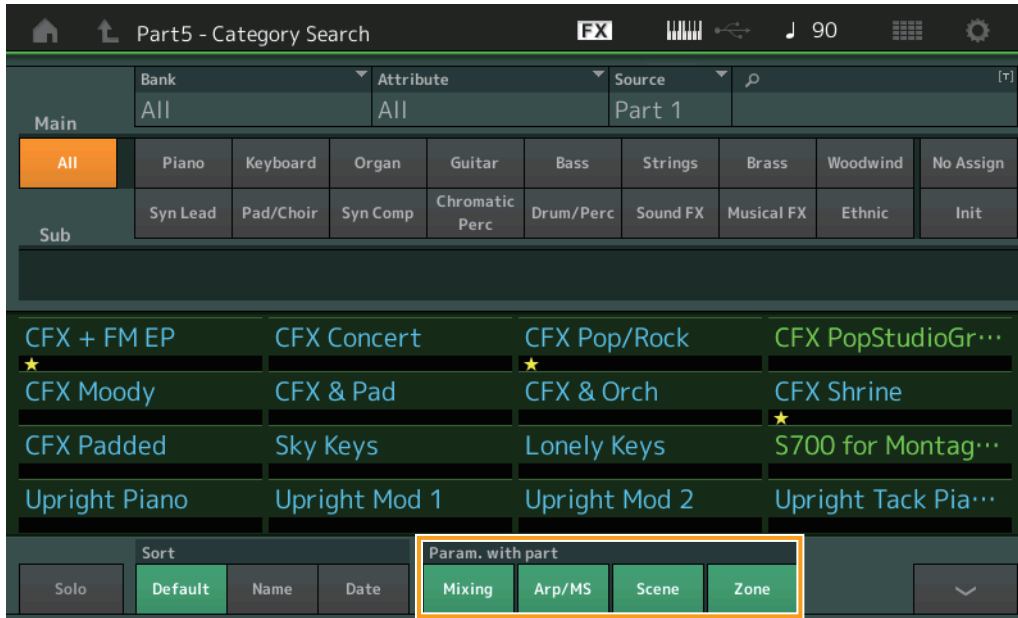 Part5 - Category Search FX 90
Bank Attribute Source [T]
Main All All Part 1
All Piano Keyboard Organ Guitar Bass Strings Brass Woodwind No Assign
Syn Lead Pad/Choir Syn Comp Chromatic Perc Drum/Perc Sound FX Musical FX Ethnic Init
Sub
CFX + FM EP CFX Concert CFX Pop/Rock CFX PopStudioGr···
CFX Moody CFX & Pad CFX & Orch CFX Shrine
CFX Padded Sky Keys Lonely Keys S700 for Montag···
Upright Piano Upright Mod 1 Upright Mod 2 Upright Tack Pia···
Sort Param. with part
Solo Default Name Date Mixing Arp/MS Scene Zone